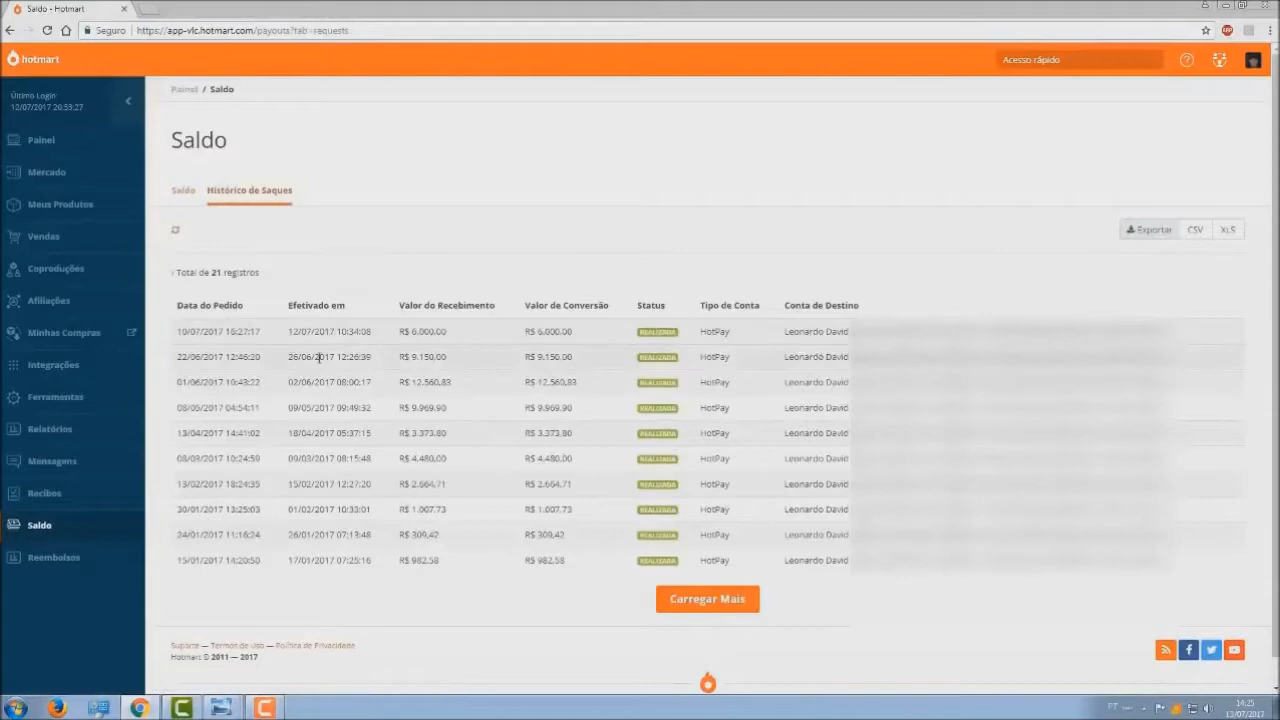 Saldo - Hotmart
Seguro
https://app-vlc.hotmart.com/payouts?tab=requests
hotmart
Acesso rápido
Último Login
12/07/2017 20:53:27
Painel / Saldo
Painel
Mercado
Meus Produtos
Vendas
Coproduções
Afiliações
Minhas Compras
Integrações
Ferramentas
Relatórios
Mensagens
Recibos
Saldo
Reembolsos
Saldo
Saldo Histórico de Saques
Exportar CSV XLS
Total de 21 registros
Data do Pedido Efetivado em Valor do Recebimento Valor de Conversão Status Tipo de Conta Conta de Destino
10/07/2017 16:27:17 12/07/2017 10:34:08 R$ 6.000,00 R$ 6.000,00 REALIZADA HotPay Leonardo David
22/06/2017 12:46:20 26/06/2017 12:26:39 R$ 9.150,00 R$ 9.150,00 REALIZADA HotPay Leonardo David
01/06/2017 10:43:22 02/06/2017 08:00:17 R$ 12.560,83 R$ 12.560,83 REALIZADA HotPay Leonardo David
08/05/2017 04:54:11 09/05/2017 09:49:32 R$ 9.969,90 R$ 9.969,90 REALIZADA HotPay Leonardo David
13/04/2017 14:41:02 18/04/2017 05:37:15 R$ 3.373,80 R$ 3.373,80 REALIZADA HotPay Leonardo David
08/03/2017 10:24:59 09/03/2017 08:15:48 R$ 4.480,00 R$ 4.480,00 REALIZADA HotPay Leonardo David
13/02/2017 18:24:35 15/02/2017 12:27:20 R$ 2.664,71 R$ 2.664,71 REALIZADA HotPay Leonardo David
30/01/2017 13:25:03 01/02/2017 10:33:01 R$ 1.007,73 R$ 1.007,73 REALIZADA HotPay Leonardo David
24/01/2017 11:16:24 26/01/2017 07:13:48 R$ 309,42 R$ 309,42 REALIZADA HotPay Leonardo David
15/01/2017 14:20:50 17/01/2017 07:25:16 R$ 982,58 R$ 982,58 REALIZADA HotPay Leonardo David
Carregar Mais
Suporte — Termos de Uso — Política de Privacidade
Hotmart © 2011 — 2017
PT
14:25
13/07/2017